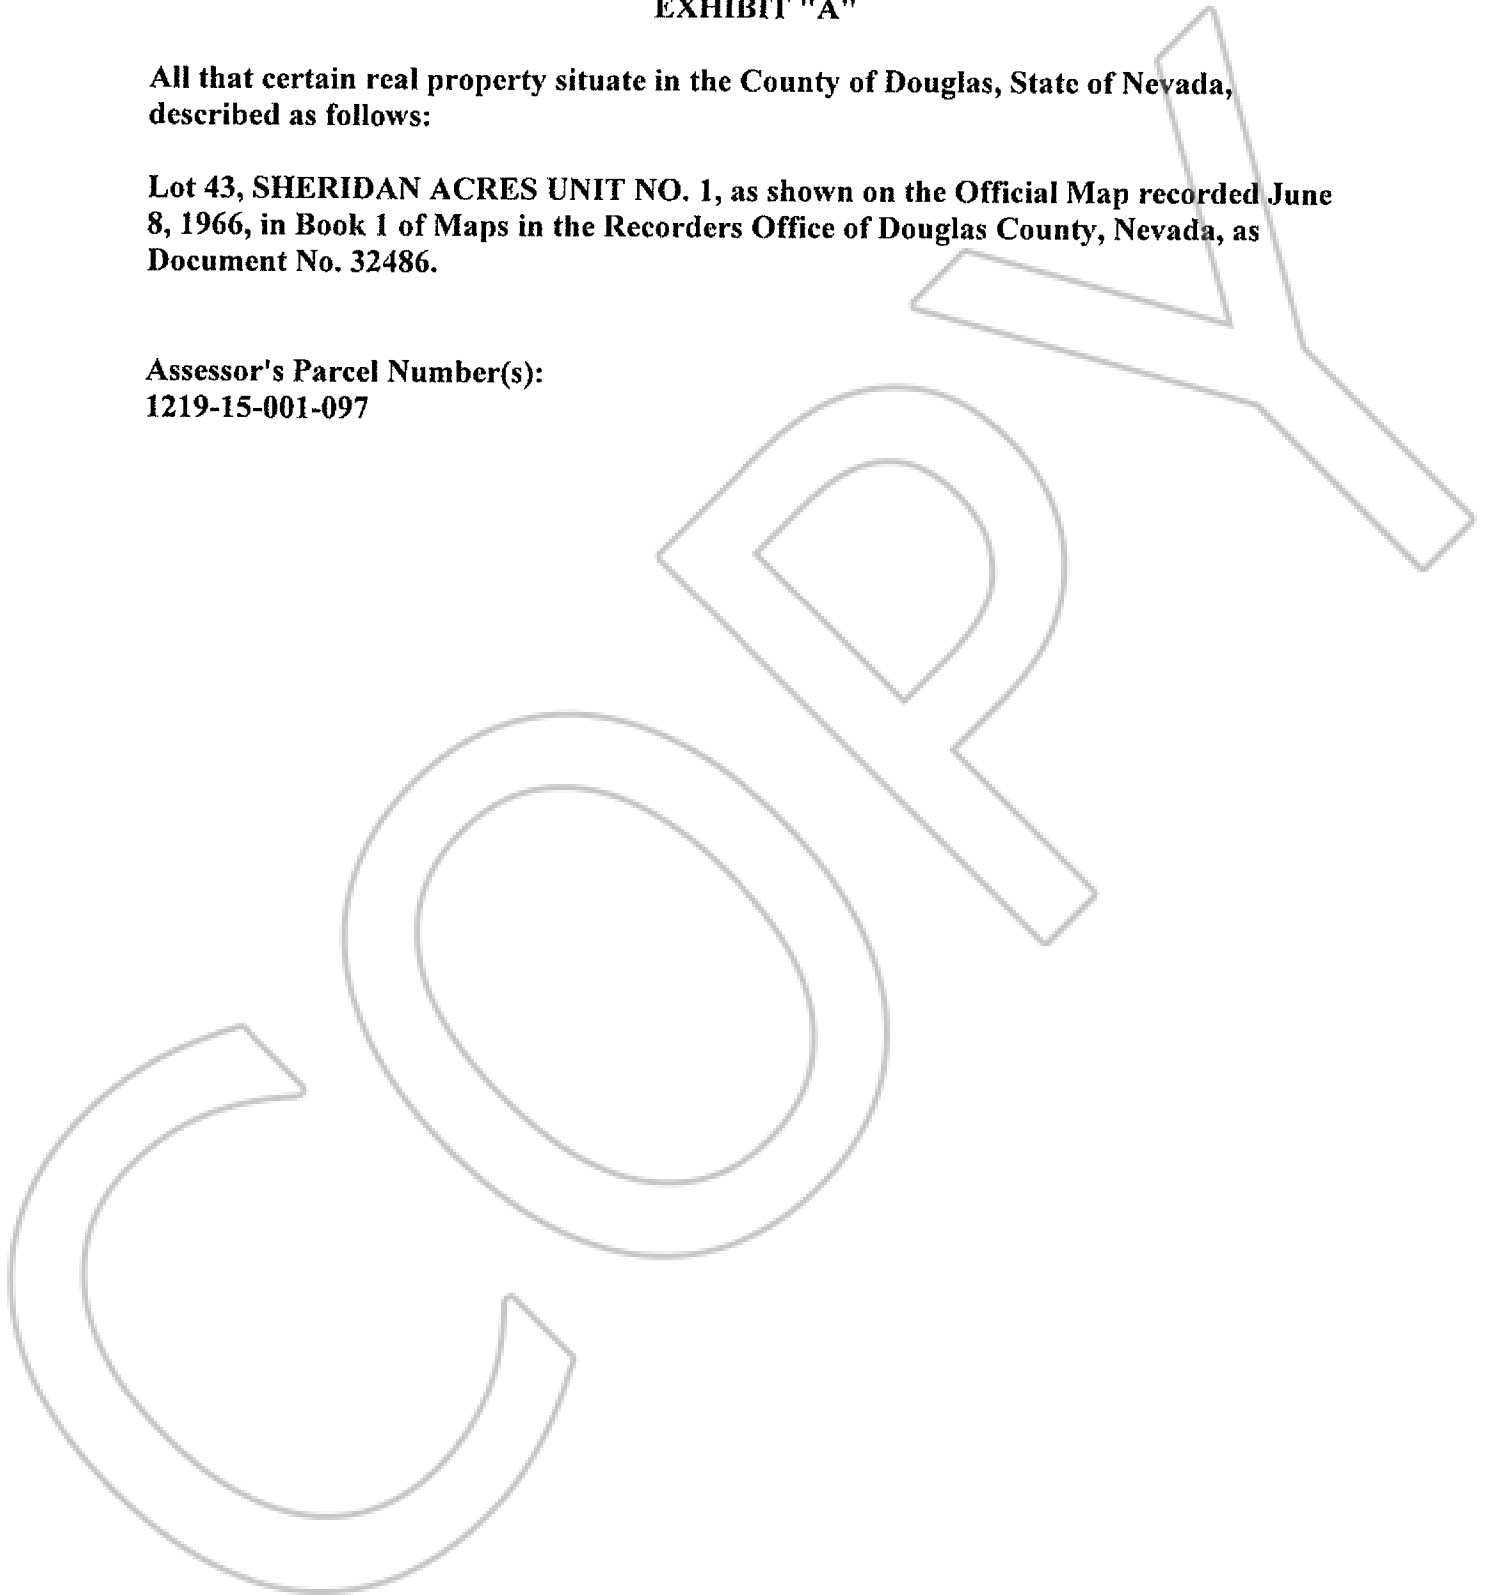 EXHIBIT "A"
All that certain real property situate in the County of Douglas, State of Nevada,
described as follows:
Lot 43, SHERIDAN ACRES UNIT NO. 1, as shown on the Official Map recorded June
8, 1966, in Book 1 of Maps in the Recorders Office of Douglas County, Nevada, as
Document No. 32486.
Assessor's Parcel Number(s):
1219-15-001-097
COPY